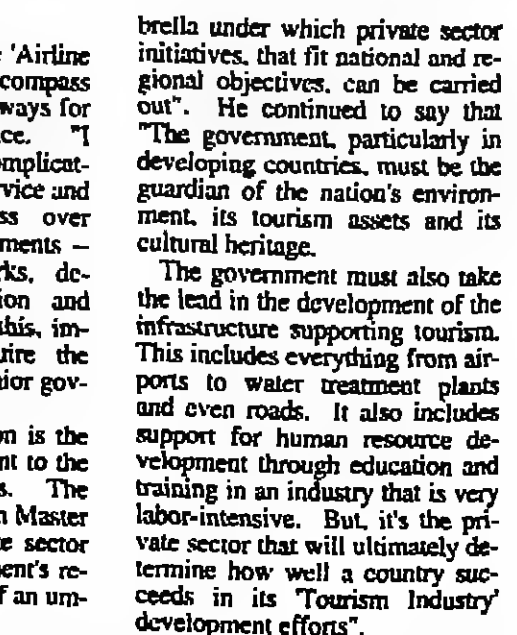 'Airline
compass
ways for
ce. "I
omplicat-
rvice and
ss over
ments –
rks, de-
ion and
this, im-
uire the
nior gov-
on is the
nt to the
s. The
n Master
te sector
ent's re-
f an um-
brella under which private sector
initiatives, that fit national and re-
gional objectives, can be carried
out". He continued to say that
"The government, particularly in
developing countries, must be the
guardian of the nation's environ-
ment, its tourism assets and its
cultural heritage.
The government must also take
the lead in the development of the
infrastructure supporting tourism.
This includes everything from air-
ports to water treatment plants
and even roads. It also includes
support for human resource de-
velopment through education and
training in an industry that is very
labor-intensive. But, it's the pri-
vate sector that will ultimately de-
termine how well a country suc-
ceeds in its 'Tourism Industry'
development efforts".